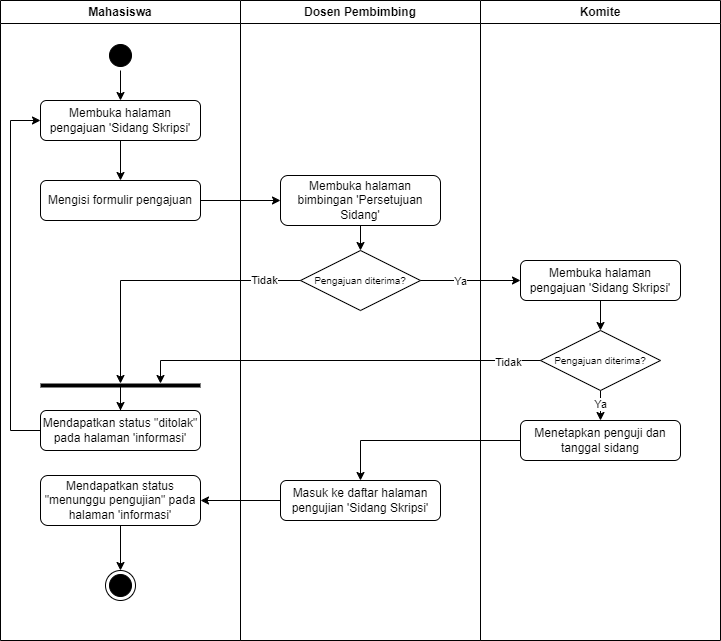 Mahasiswa
Dosen Pembimbing
Komite
Membuka halaman
pengajuan 'Sidang Skripsi'
Mengisi formulir pengajuan
Membuka halaman
bimbingan 'Persetujuan
Sidang'
Pengajuan diterima?
Tidak
Ya
Membuka halaman
pengajuan 'Sidang Skripsi'
Pengajuan diterima?
Tidak
Ya
Mendapatkan status "ditolak"
pada halaman 'informasi'
Menetapkan penguji dan
tanggal sidang
Masuk ke daftar halaman
pengujian 'Sidang Skripsi'
Mendapatkan status
"menunggu pengujian" pada
halaman 'informasi'